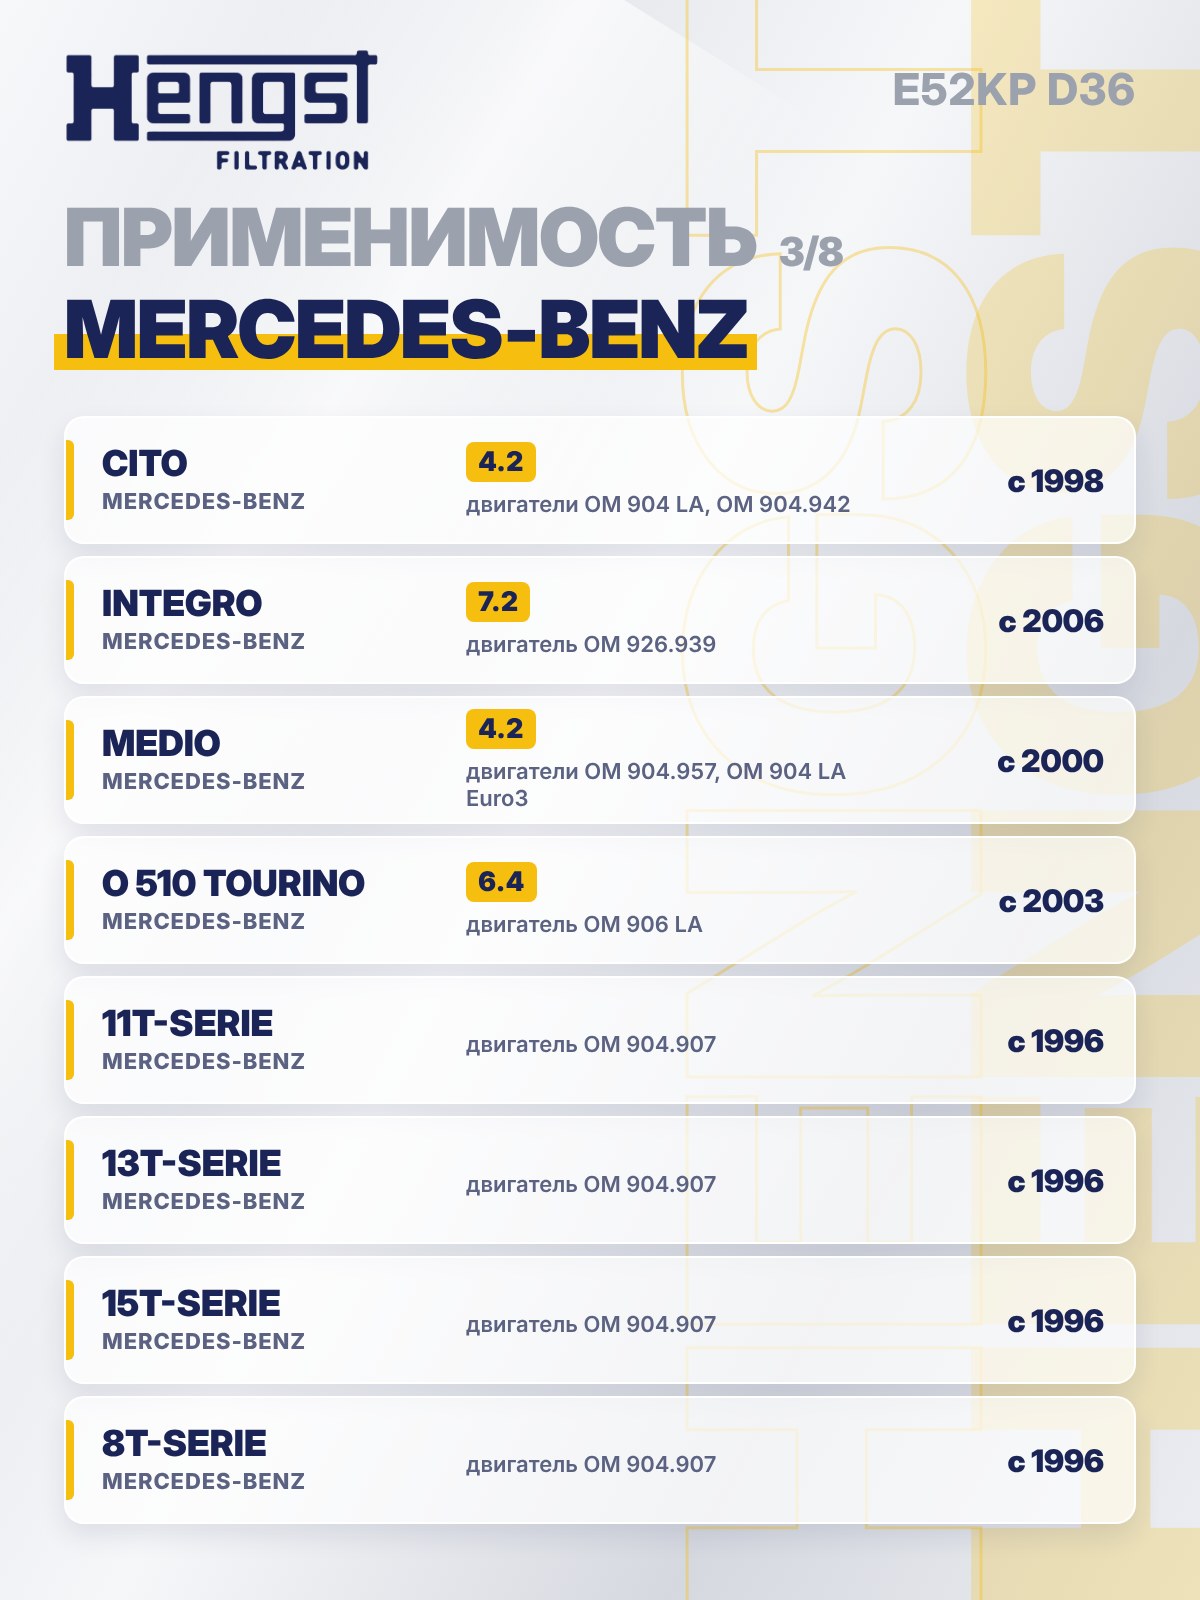 Hengst
FILTRATION
E52KP D36
ПРИМЕНИМОСТЬ 3/8
MERCEDES-BENZ
CITO
MERCEDES-BENZ
4.2
двигатели OM 904 LA, OM 904.942
с 1998
INTEGRO
MERCEDES-BENZ
7.2
двигатель OM 926.939
с 2006
MEDIO
MERCEDES-BENZ
4.2
двигатели OM 904.957, OM 904 LA
Euro3
с 2000
O 510 TOURINO
MERCEDES-BENZ
6.4
двигатель OM 906 LA
с 2003
11T-SERIE
MERCEDES-BENZ
двигатель OM 904.907
с 1996
13T-SERIE
MERCEDES-BENZ
двигатель OM 904.907
с 1996
15T-SERIE
MERCEDES-BENZ
двигатель OM 904.907
с 1996
8T-SERIE
MERCEDES-BENZ
двигатель OM 904.907
с 1996
HENGST
HENGST